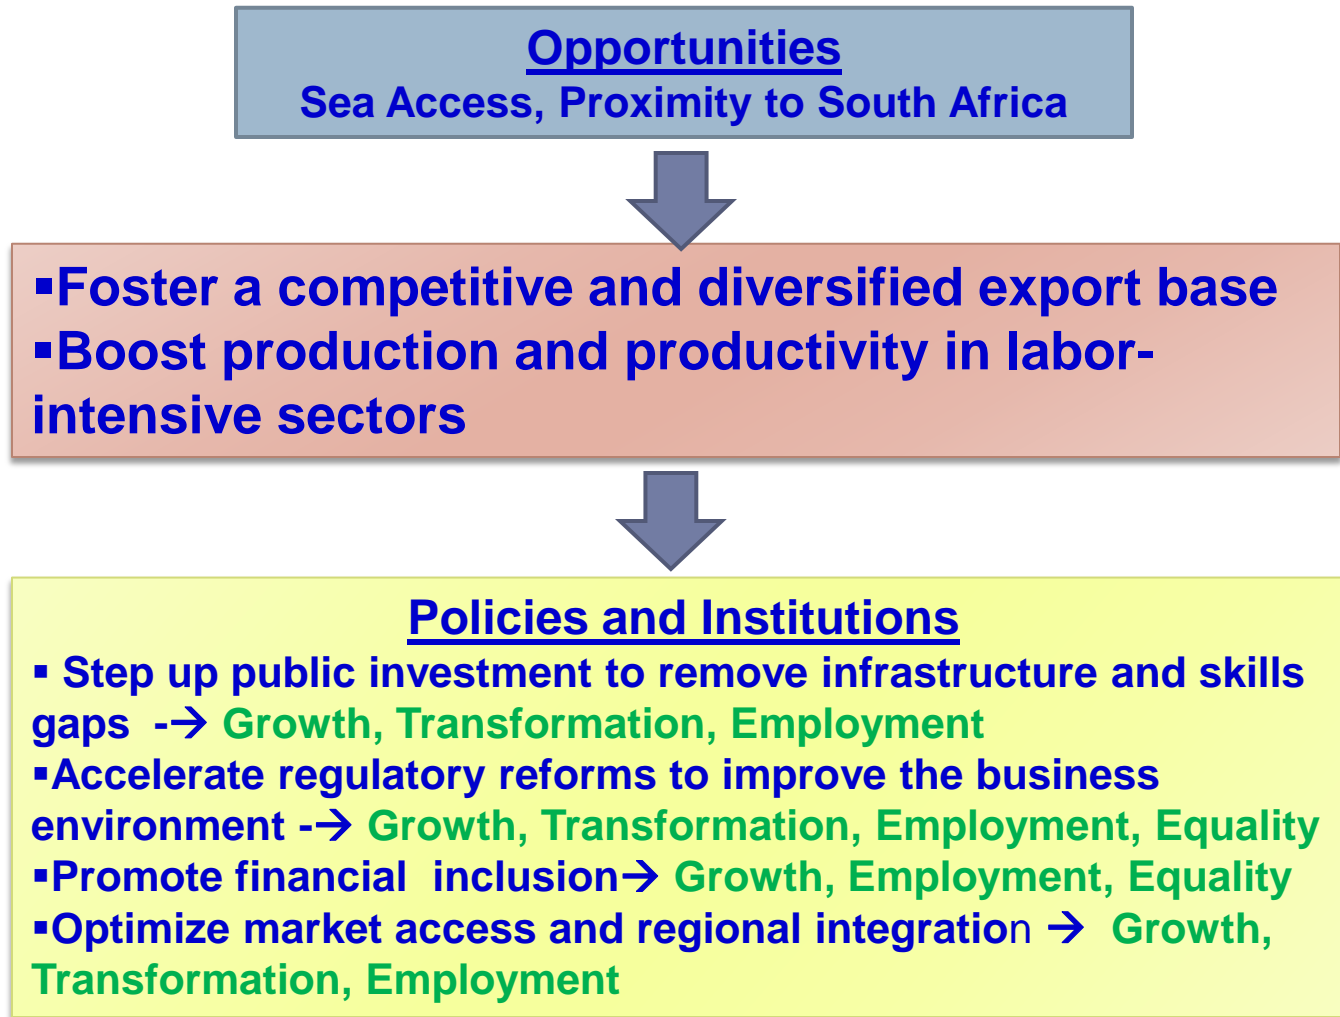 Opportunities
Sea Access, Proximity to South Africa
▪Foster a competitive and diversified export base
▪Boost production and productivity in labor-
intensive sectors
Policies and Institutions
▪ Step up public investment to remove infrastructure and skills
gaps -→ Growth, Transformation, Employment
▪Accelerate regulatory reforms to improve the business
environment -→ Growth, Transformation, Employment, Equality
▪Promote financial inclusion→ Growth, Employment, Equality
▪Optimize market access and regional integration → Growth,
Transformation, Employment